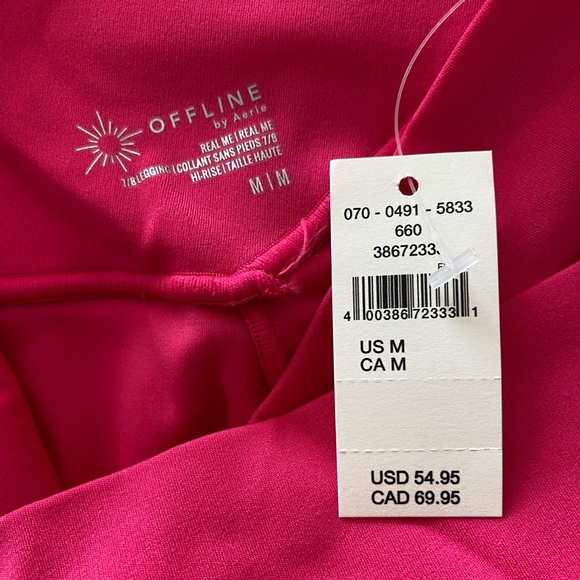 OFFLINE
by Aerie
REAL ME | REAL ME
7/8 LEGGING | COLLANT SANS PIEDS 7/8
HI-RISE | TAILLE HAUTE
M | M
070 - 0491 - 5833
660
4 00386 72333 1
US M
CA M
USD 54.95
CAD 69.95